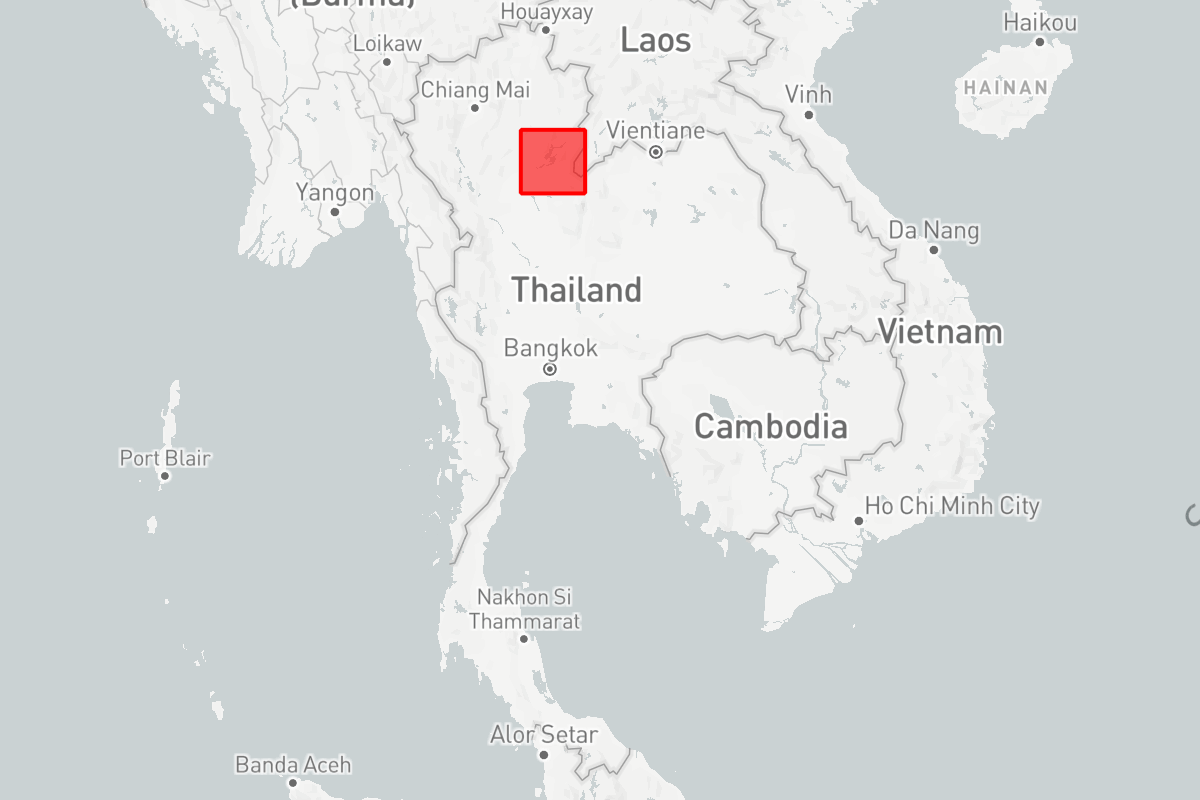 (Burma)
Houayxay
Haikou
Loikaw
Laos
HAINAN
Chiang Mai
Vinh
Vientiane
Yangon
Da Nang
Thailand
Vietnam
Bangkok
Cambodia
Port Blair
Ho Chi Minh City
Nakhon Si
Thammarat
Alor Setar
Banda Aceh